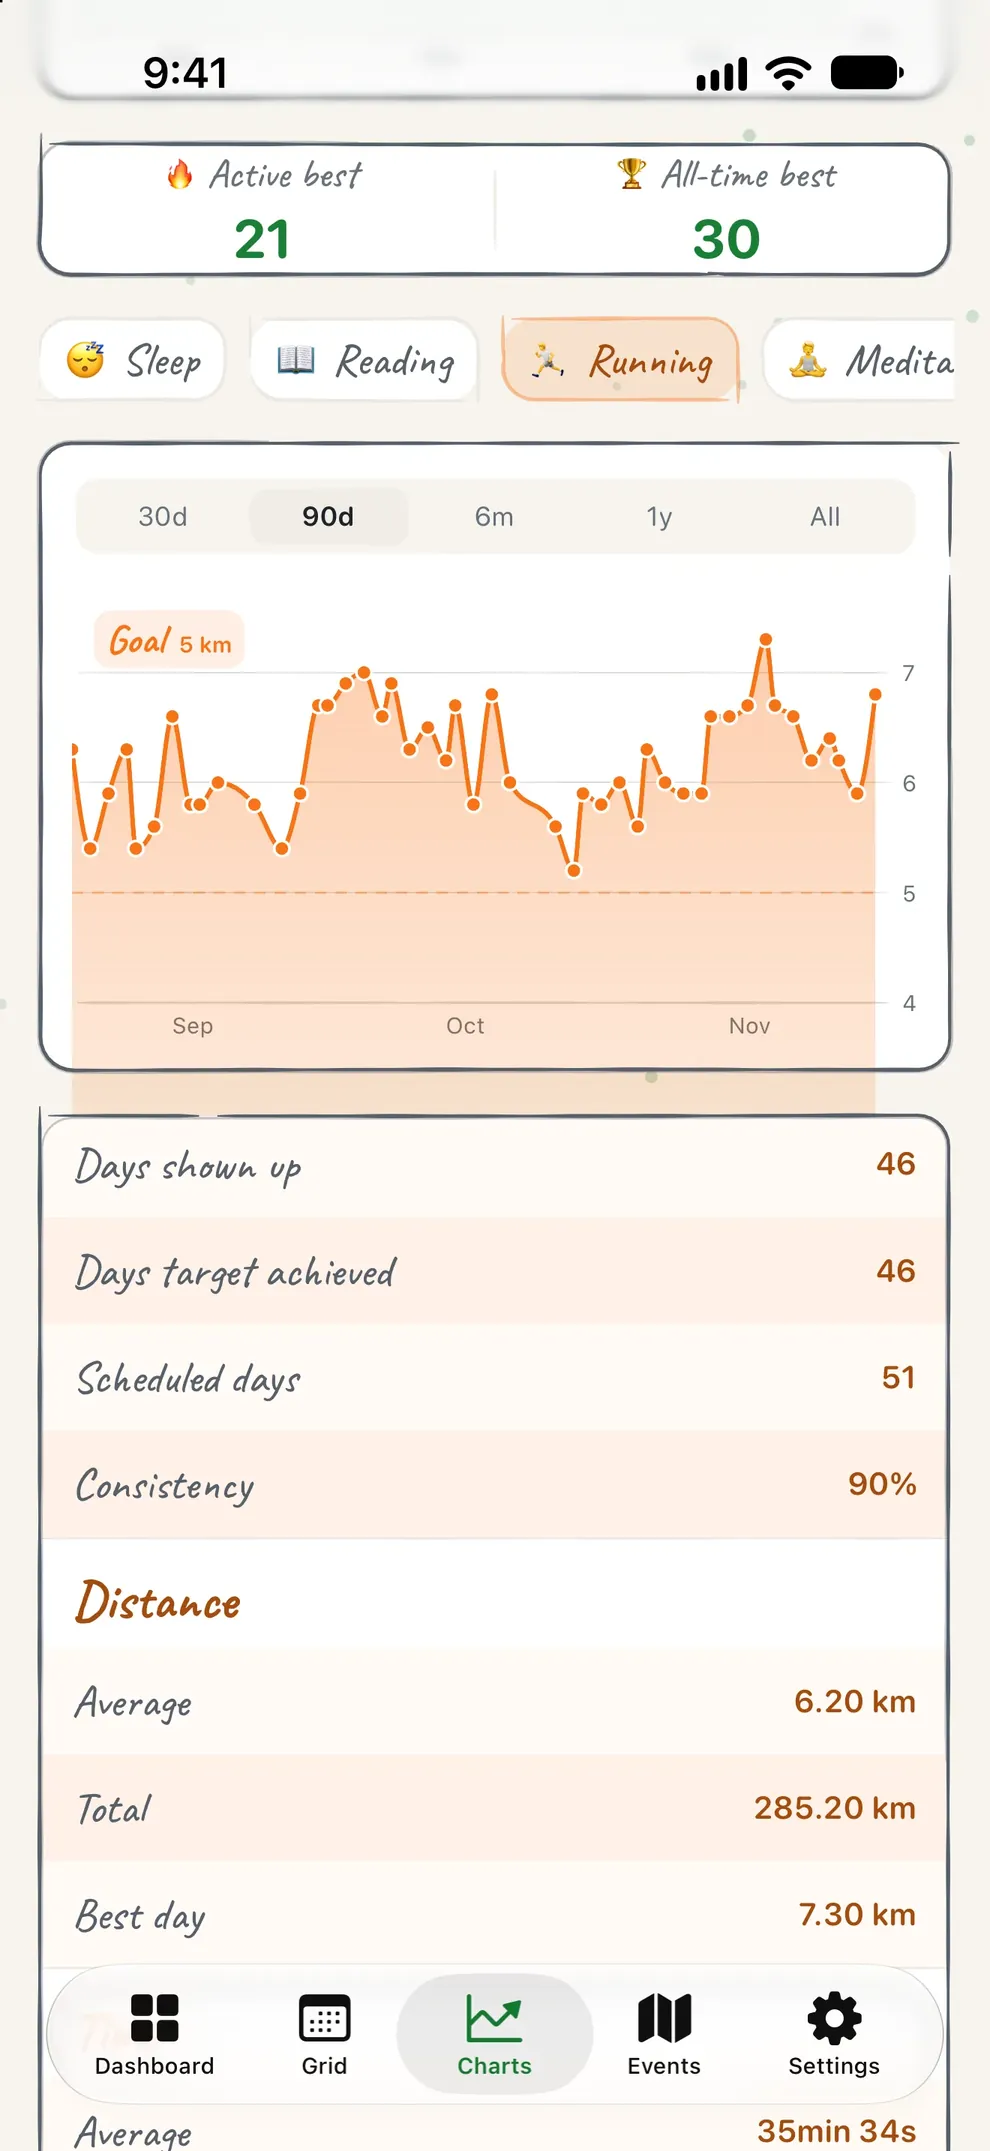 9:41
🔥 Active best
🏆 All-time best
21
30
😴 Sleep
📖 Reading
🏃 Running
🧘 Medita
30d
90d
6m
1y
All
Goal 5 km
7
6
5
4
Sep
Oct
Nov
Days shown up
46
Days target achieved
46
Scheduled days
51
Consistency
90%
Distance
Average
6.20 km
Total
285.20 km
Best day
7.30 km
Dashboard
Grid
Charts
Events
Settings
Average
35min 34s